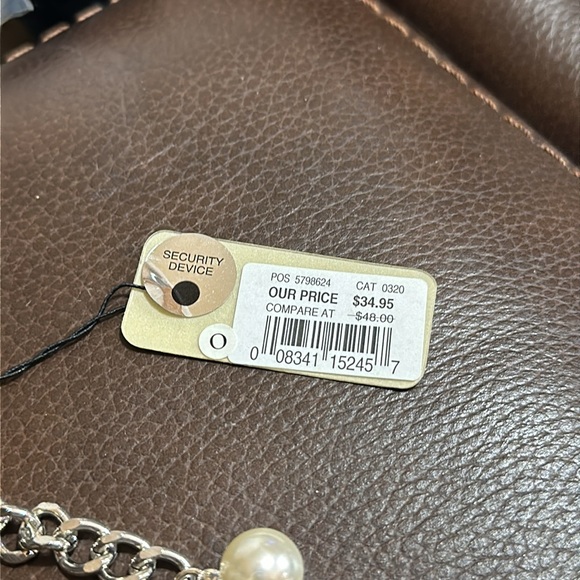 SECURITY
DEVICE
POS 5798624 CAT 0320
OUR PRICE $34.95
COMPARE AT $48.00
O
0 08341 15245 7